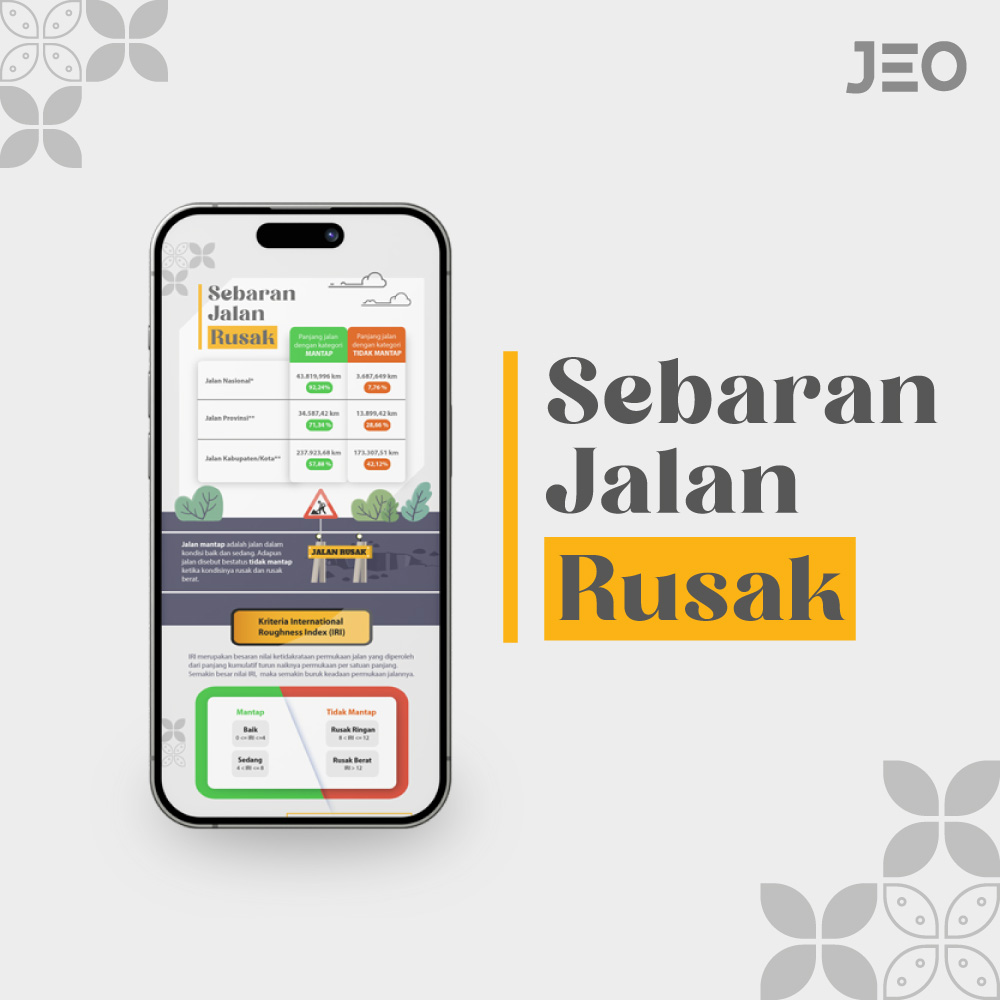 JEO
Sebaran
Jalan
Rusak
Panjang jalan
dengan kategori
MANTAP
Panjang jalan
dengan kategori
TIDAK MANTAP
Jalan Nasional*
43.819,996 km
3.687,649 km
92,24%
7,76 %
Jalan Provinsi**
34.587,42 km
13.899,42 km
71,34 %
28,66 %
Jalan Kabupaten/Kota**
237.923,68 km
173.307,51 km
57,86 %
42,12%
Jalan mantap adalah jalan dalam
kondisi baik dan sedang. Adapun
jalan disebut bestatus tidak mantap
ketika kondisinya rusak dan rusak
berat.
JALAN RUSAK
Kriteria International
Roughness Index (IRI)
IRI merupakan besaran nilai ketidakrataan permukaan jalan yang diperoleh
dari panjang kumulatif turun naiknya permukaan per satuan panjang.
Semakin besar nilai IRI, maka semakin buruk keadaan permukaan jalannya.
Mantap
Tidak Mantap
Baik
0 <= IRI <=4
Rusak Ringan
8 < IRI <= 12
Sedang
4 < IRI <= 8
Rusak Berat
IRI > 12
Sebaran
Jalan
Rusak